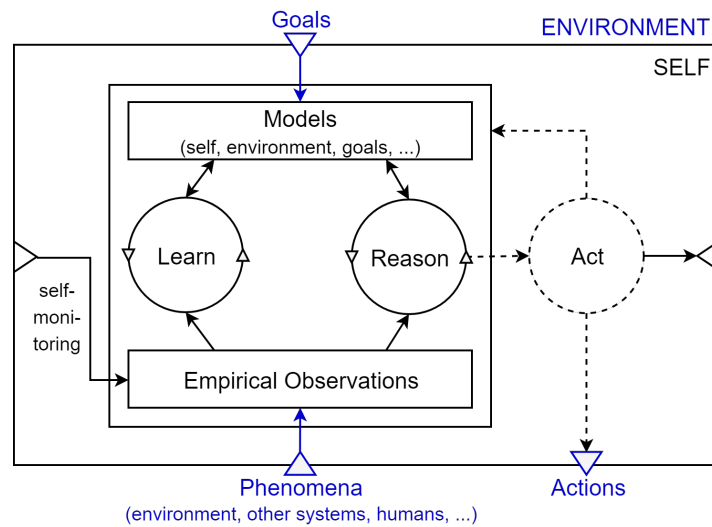 Goals
ENVIRONMENT
SELF
Models
(self, environment, goals, ...)
Learn
Reason
Act
self-
moni-
toring
Empirical Observations
Phenomena
(environment, other systems, humans, ...)
Actions